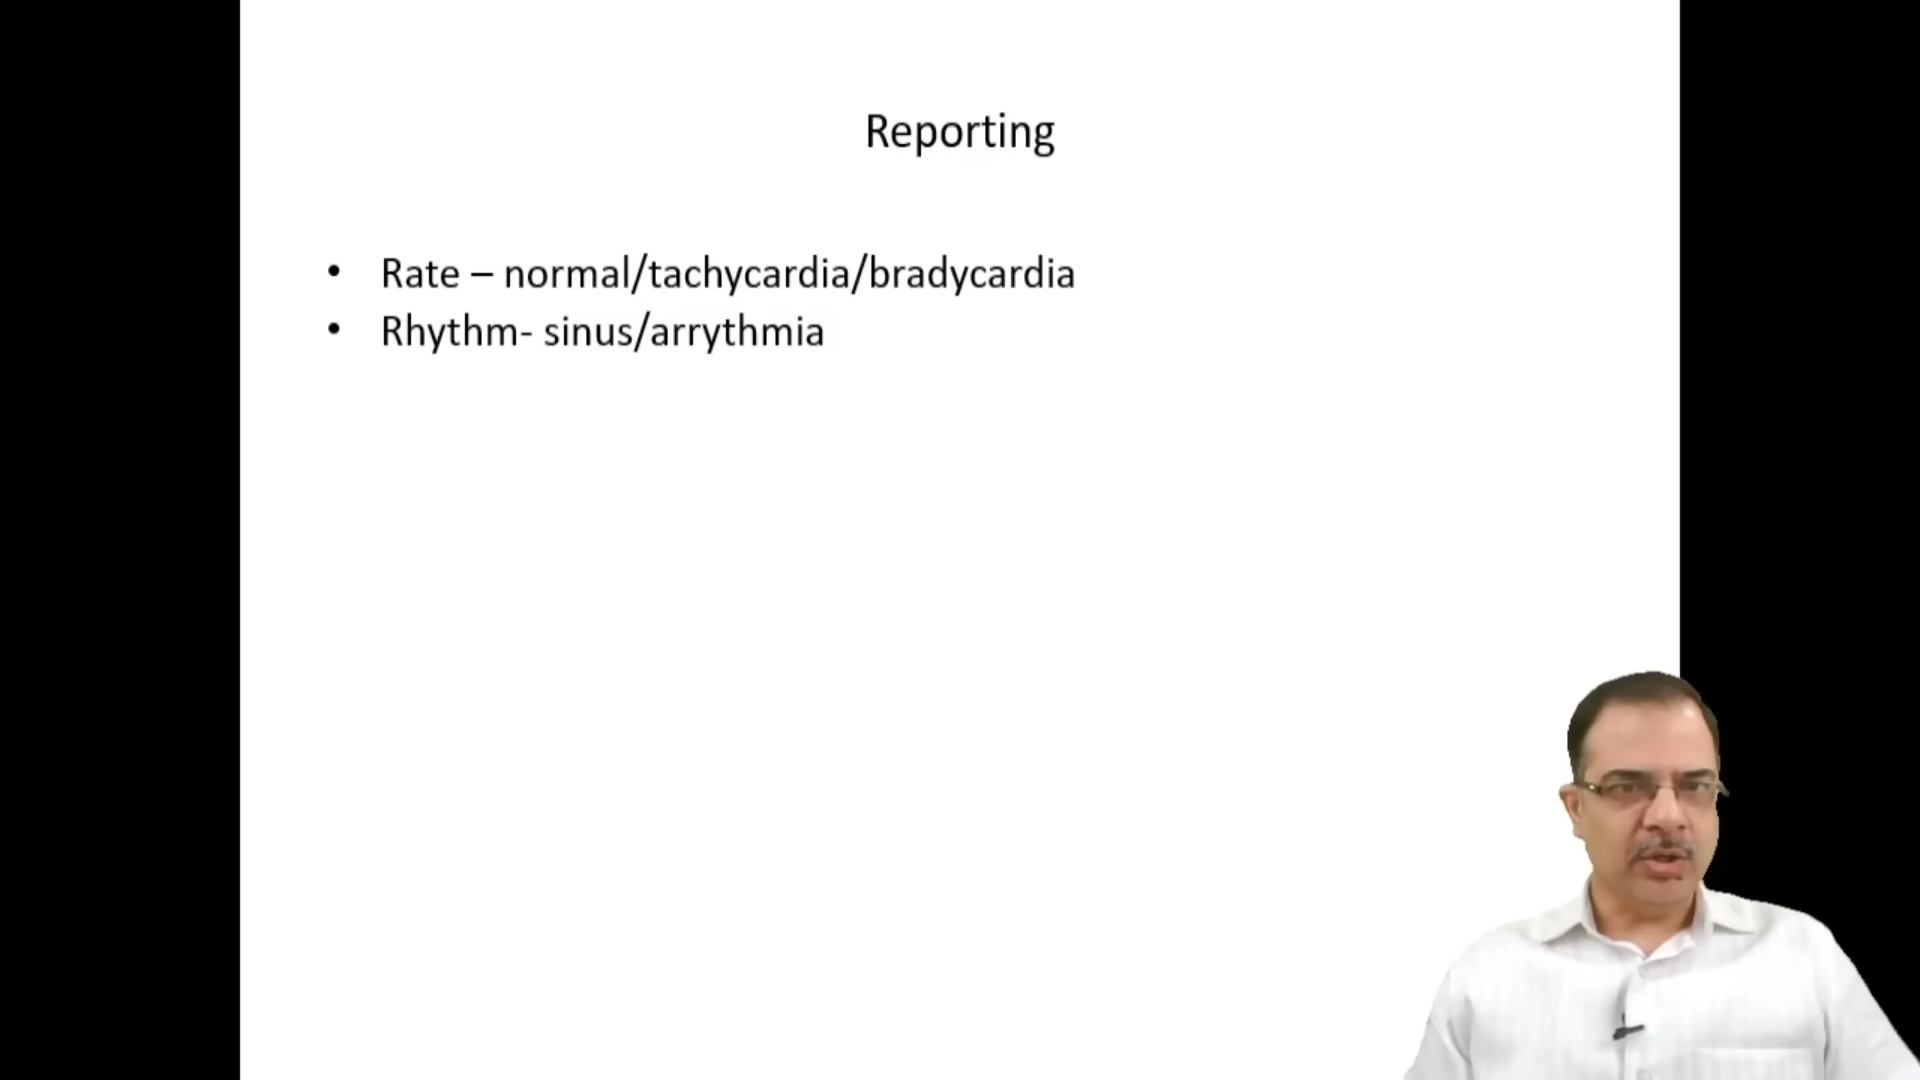 Reporting
• Rate – normal/tachycardia/bradycardia
• Rhythm- sinus/arrythmia